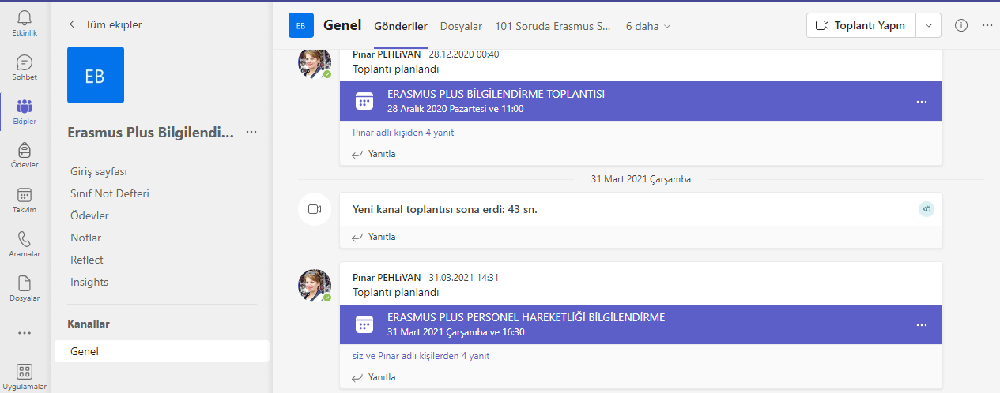 Etkinlik
Sohbet
Ekipler
Ödevler
Takvim
Aramalar
Dosyalar
Uygulamalar
Tüm ekipler
EB
Erasmus Plus Bilgilendi...
Giriş sayfası
Sınıf Not Defteri
Ödevler
Notlar
Reflect
Insights
Kanallar
Genel
EB Genel Gönderiler Dosyalar 101 Soruda Erasmus S... 6 daha Toplantı Yapın
Pınar PEHLiVAN 28.12.2020 00:40
Toplantı planlandı
ERASMUS PLUS BİLGİLENDİRME TOPLANTISI
28 Aralık 2020 Pazartesi ve 11:00
Pınar adlı kişiden 4 yanıt
Yanıtla
31 Mart 2021 Çarşamba
Yeni kanal toplantısı sona erdi: 43 sn. KÖ
Yanıtla
Pınar PEHLiVAN 31.03.2021 14:31
Toplantı planlandı
ERASMUS PLUS PERSONEL HAREKETLİĞİ BİLGİLENDİRME
31 Mart 2021 Çarşamba ve 16:30
siz ve Pınar adlı kişilerden 4 yanıt
Yanıtla